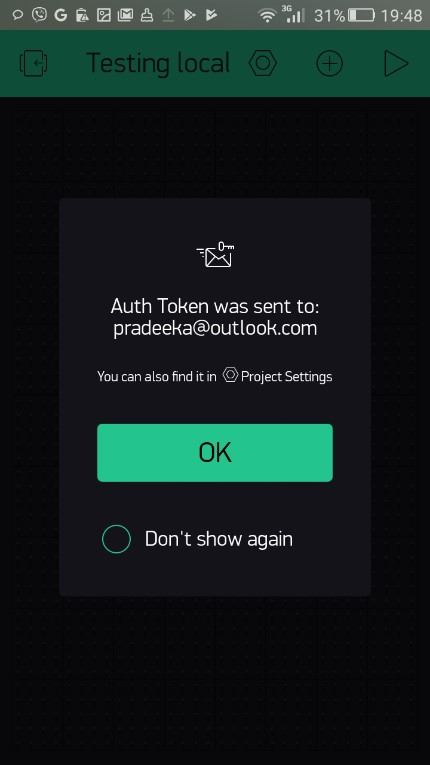 3G 31% 19:48
Testing local
Auth Token was sent to:
pradeeka@outlook.com
You can also find it in Project Settings
OK
Don't show again